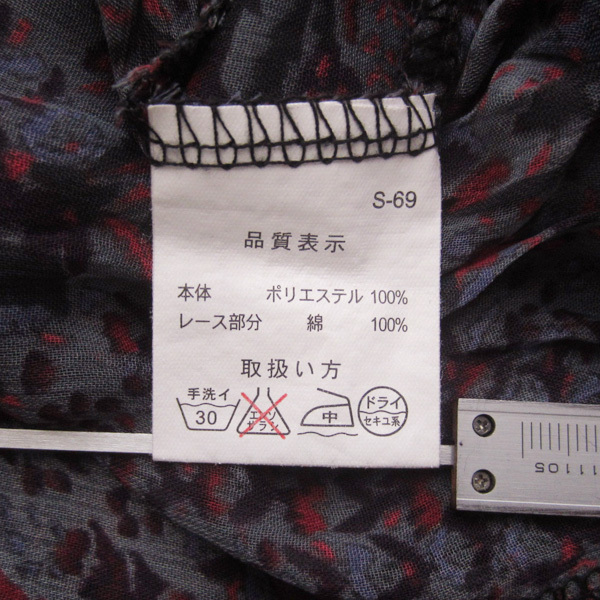 S-69
品質表示
本体 ポリエステル 100%
レース部分 綿 100%
取扱い方
手洗イ 30 エンソ サラシ 中 ドライ セキユ系